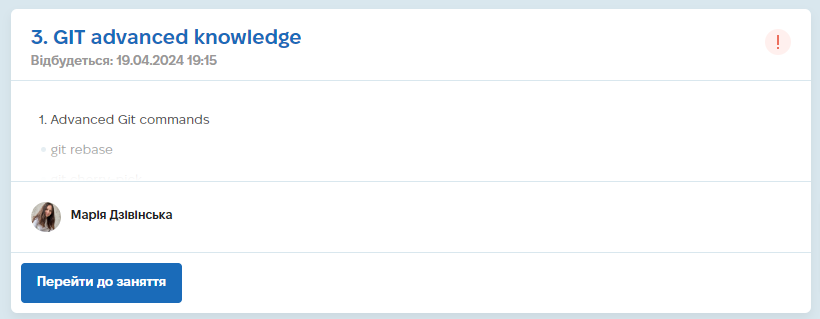 3. GIT advanced knowledge
Відбудеться: 19.04.2024 19:15
1. Advanced Git commands
git rebase
Марія Дзівінська
Перейти до заняття